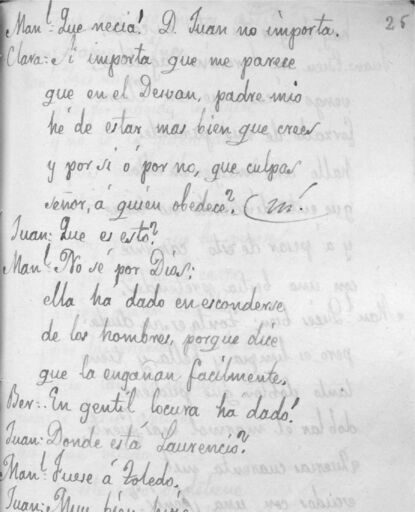 26
Man.l Que necia! D. Juan no importa.
Clara: Si importa que me parece
que en el Desvan, padre mio
hé de estar mas bien que crees
y por si ó por no, que culpas
señor, á quien obedece? (m.!
Juan: Que es esto?
Man.l No sé por Dios:
ella ha dado en esconderse
de los hombres, porque dice
que la engañan facilmente.
Ber:. En gentil locura ha dado!
Juan: Donde está Laurencio?
Man.l Fuese á Toledo.
Juan: Muy bien